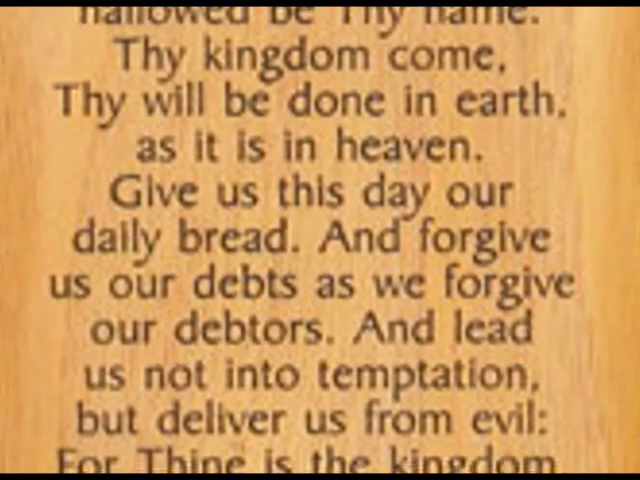 hallowed be Thy name.
Thy kingdom come,
Thy will be done in earth,
as it is in heaven.
Give us this day our
daily bread. And forgive
us our debts as we forgive
our debtors. And lead
us not into temptation,
but deliver us from evil:
For Thine is the kingdom